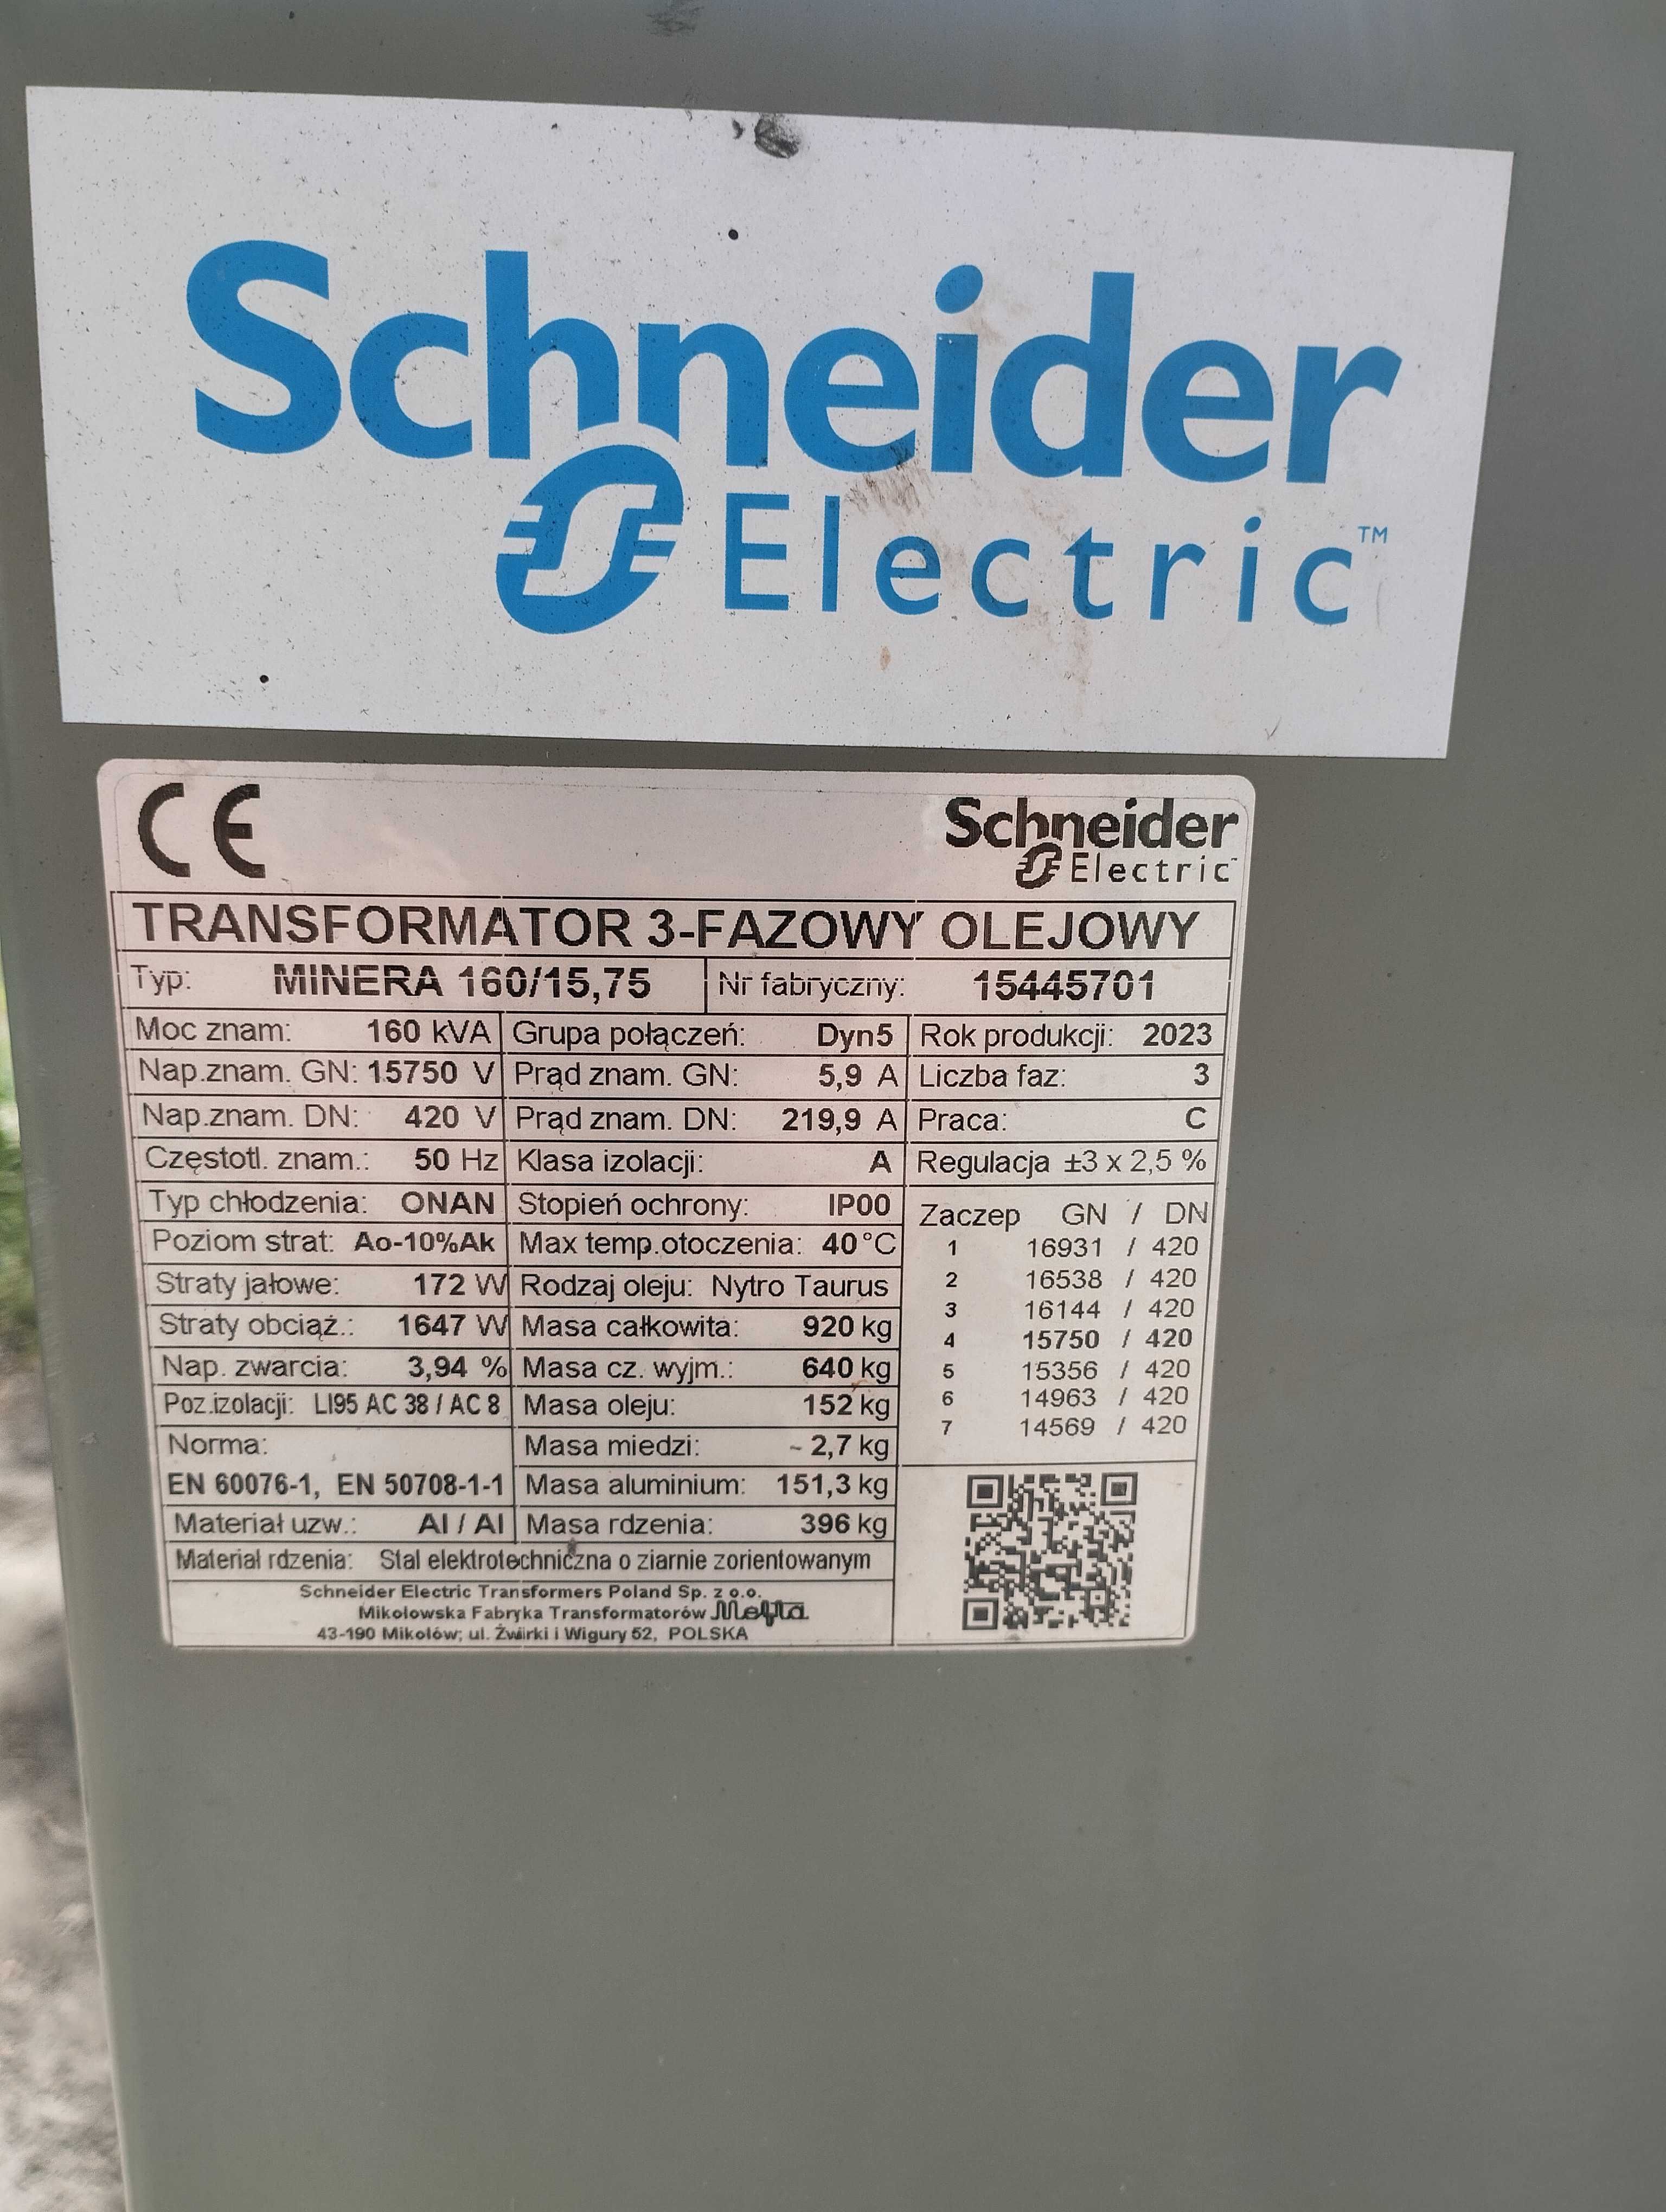 Schneider
Electric™
CE
Schneider
Electric
TRANSFORMATOR 3-FAZOWY OLEJOWY
Typ: MINERA 160/15,75 Nr fabryczny: 15445701
Moc znam: 160 kVA Grupa połączeń: Dyn5 Rok produkcji: 2023
Nap.znam. GN: 15750 V Prąd znam. GN: 5,9 A Liczba faz: 3
Nap.znam. DN: 420 V Prąd znam. DN: 219,9 A Praca: C
Częstotl. znam.: 50 Hz Klasa izolacji: A Regulacja ±3 x 2,5 %
Typ chłodzenia: ONAN Stopień ochrony: IP00 Zaczep GN / DN
Poziom strat: Ao-10%Ak Max temp.otoczenia: 40°C 1 16931 / 420
Straty jałowe: 172 W Rodzaj oleju: Nytro Taurus 2 16538 / 420
3 16144 / 420
Straty obciąż.: 1647 W Masa całkowita: 920 kg 4 15750 / 420
Nap. zwarcia: 3,94 % Masa cz. wyjm.: 640 kg 5 15356 / 420
6 14963 / 420
Poz.izolacji: LI95 AC 38 / AC 8 Masa oleju: 152 kg 7 14569 / 420
Norma: Masa miedzi: ~ 2,7 kg
EN 60076-1, EN 50708-1-1 Masa aluminium: 151,3 kg
Materiał uzw.: Al / Al Masa rdzenia: 396 kg
Materiał rdzenia: Stal elektrotechniczna o ziarnie zorientowanym
Schneider Electric Transformers Poland Sp. z o.o.
Mikołowska Fabryka Transformatorów Mefta
43-190 Mikołów; ul. Żwirki i Wigury 52, POLSKA